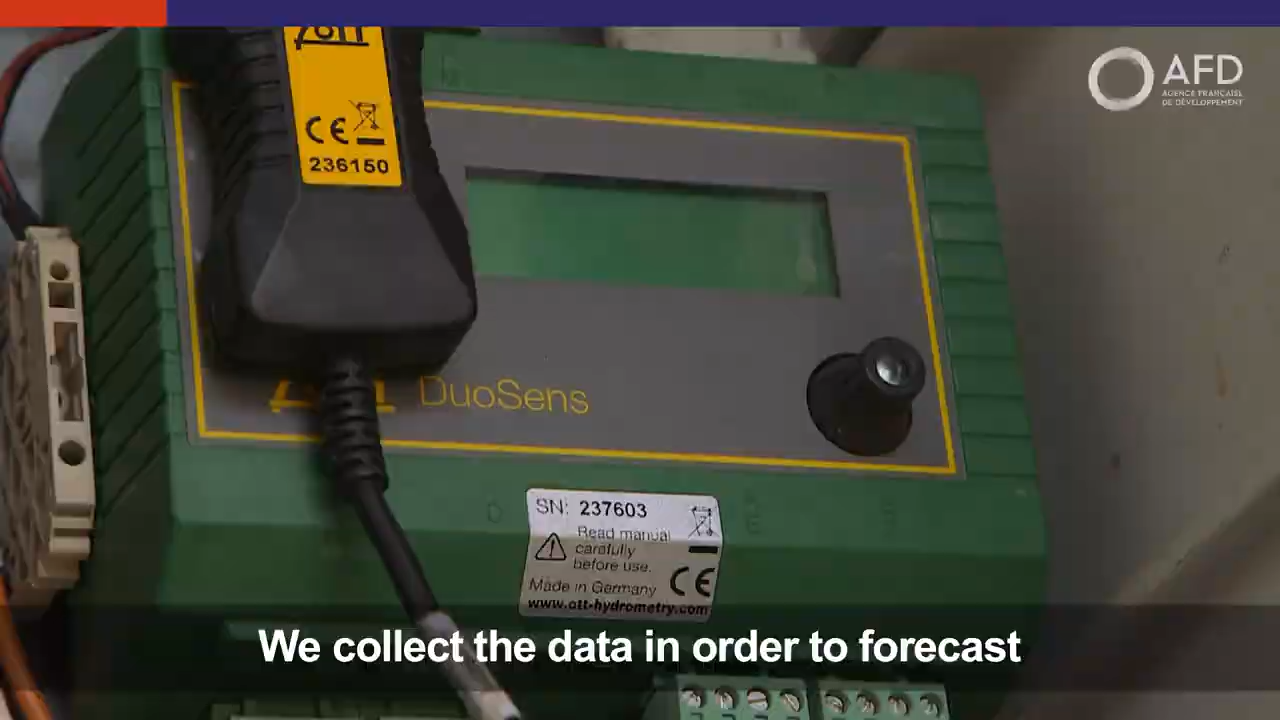 OTT
CE
236150
AFD
AGENCE FRANÇAISE
DE DÉVELOPPEMENT
DuoSens
SN: 237603
Read manual
carefully
before use.
Made in Germany
CE
www.ott-hydrometry.com
We collect the data in order to forecast